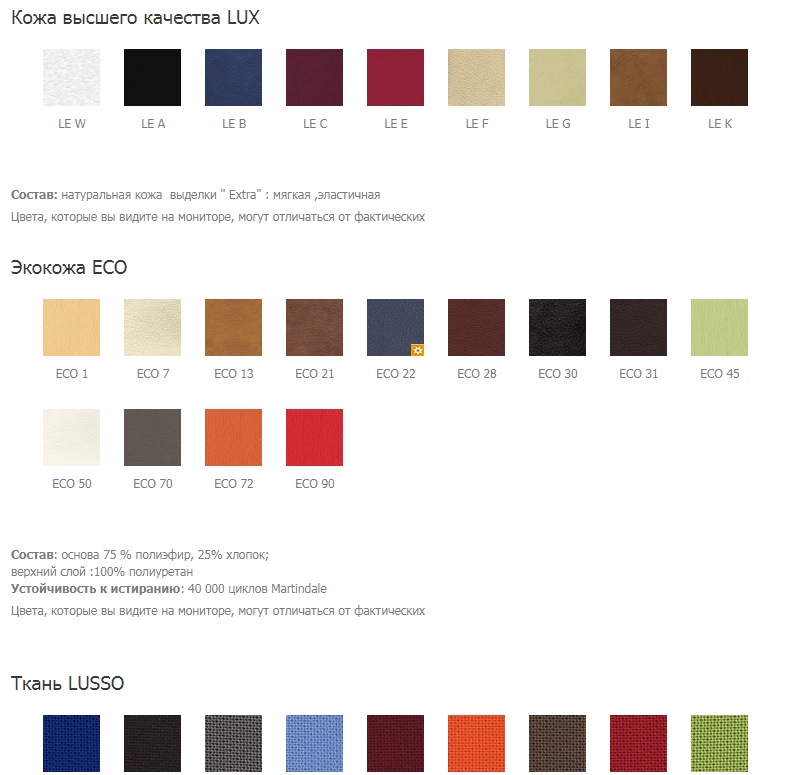 Кожа высшего качества LUX
LE W LE A LE B LE C LE E LE F LE G LE I LE K
Состав: натуральная кожа выделки " Extra" : мягкая ,эластичная
Цвета, которые вы видите на мониторе, могут отличаться от фактических
Экокожа ECO
ECO 1 ECO 7 ECO 13 ECO 21 ECO 22 ECO 28 ECO 30 ECO 31 ECO 45
ECO 50 ECO 70 ECO 72 ECO 90
Состав: основа 75 % полиэфир, 25% хлопок;
верхний слой :100% полиуретан
Устойчивость к истиранию: 40 000 циклов Martindale
Цвета, которые вы видите на мониторе, могут отличаться от фактических
Ткань LUSSO